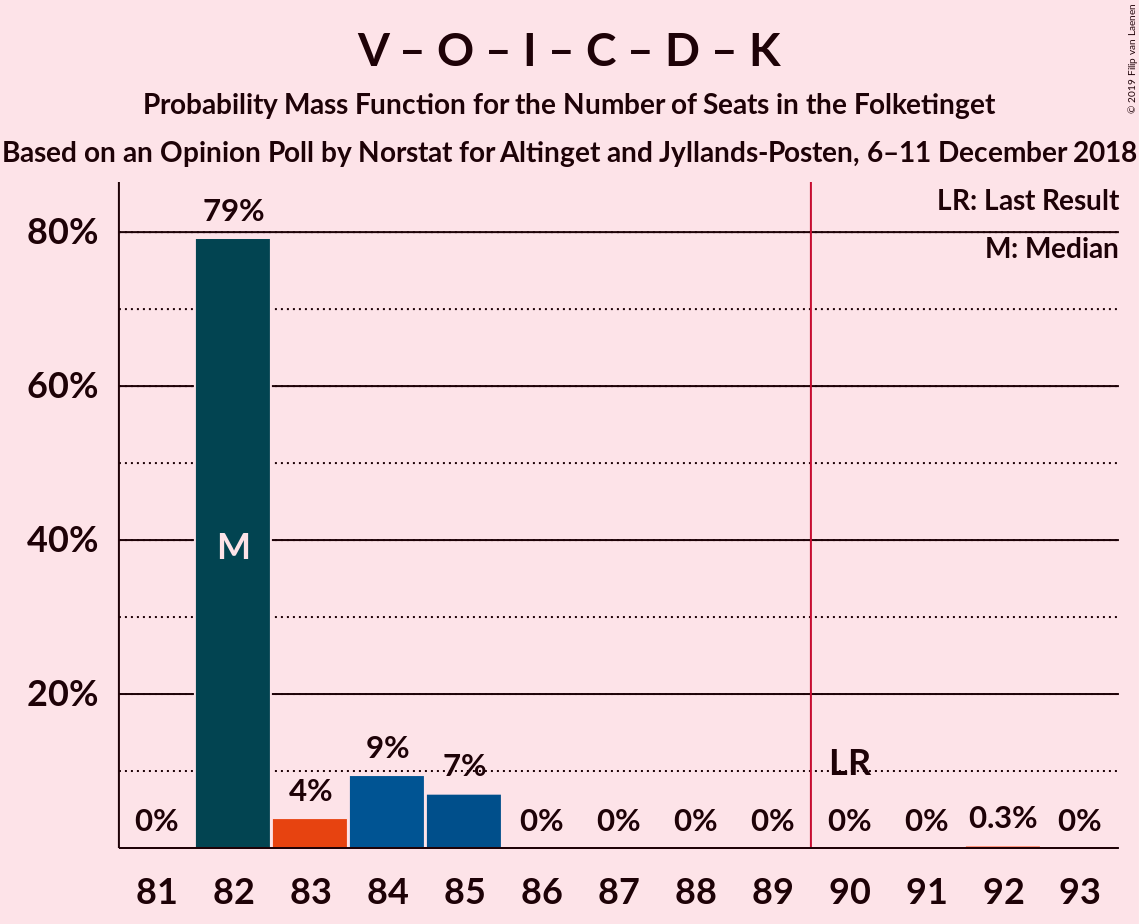 V – O – I – C – D – K
Probability Mass Function for the Number of Seats in the Folketinget
Based on an Opinion Poll by Norstat for Altinget and Jyllands-Posten, 6–11 December 2018
© 2019 Filip van Laenen
LR: Last Result
M: Median
80%
60%
40%
20%
0%
79%
4%
9%
7%
0%
0%
0%
0%
0%
0%
0.3%
0%
M
LR
81 82 83 84 85 86 87 88 89 90 91 92 93